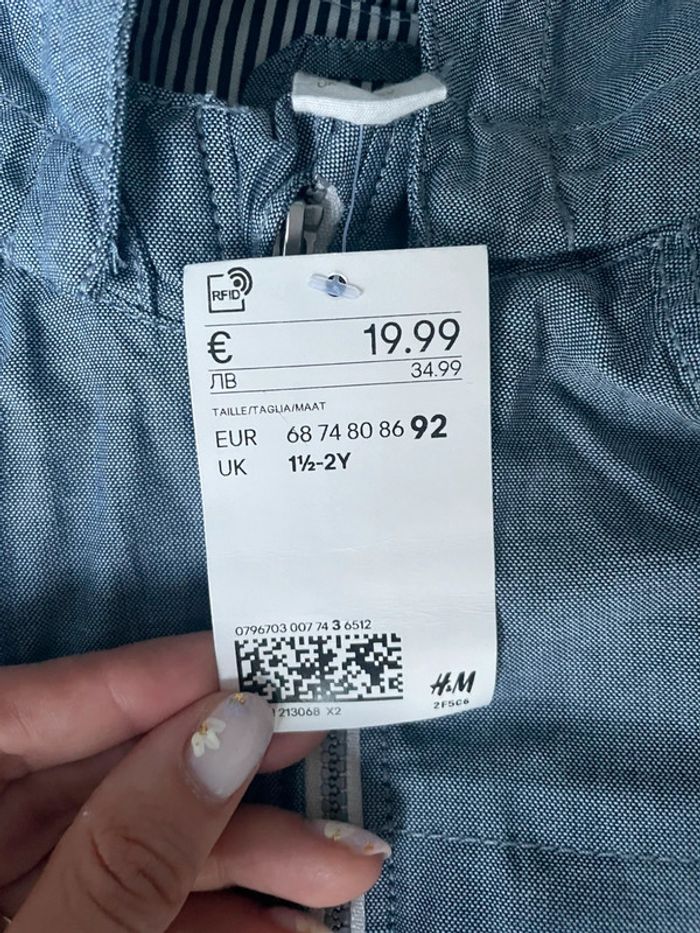 RFID
€ 19.99
ЛВ 34.99
TAILLE/TAGLIA/MAAT
EUR 68 74 80 86 92
UK 1½-2Y
0796703 007 74 3 6512
213068 X2
H&M
2F5C6